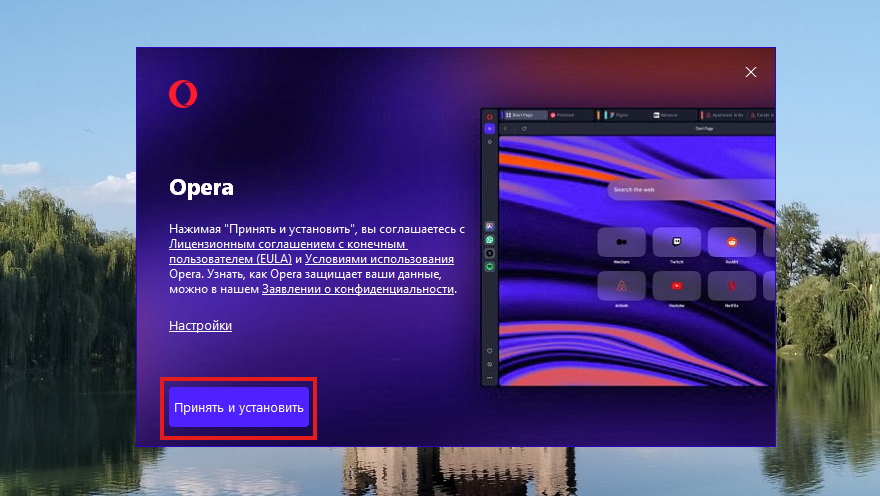 Start Page
Pinterest
Figma
Behance
Start Page
Opera
Search the web
Нажимая "Принять и установить", вы соглашаетесь с
Лицензионным соглашением с конечным
пользователем (EULA) и Условиями использования
Opera. Узнать, как Opera защищает ваши данные,
можно в нашем Заявлении о конфиденциальности.
Medium
Twitch
Reddit
Airbnb
Youtube
Netflix
Настройки
Принять и установить